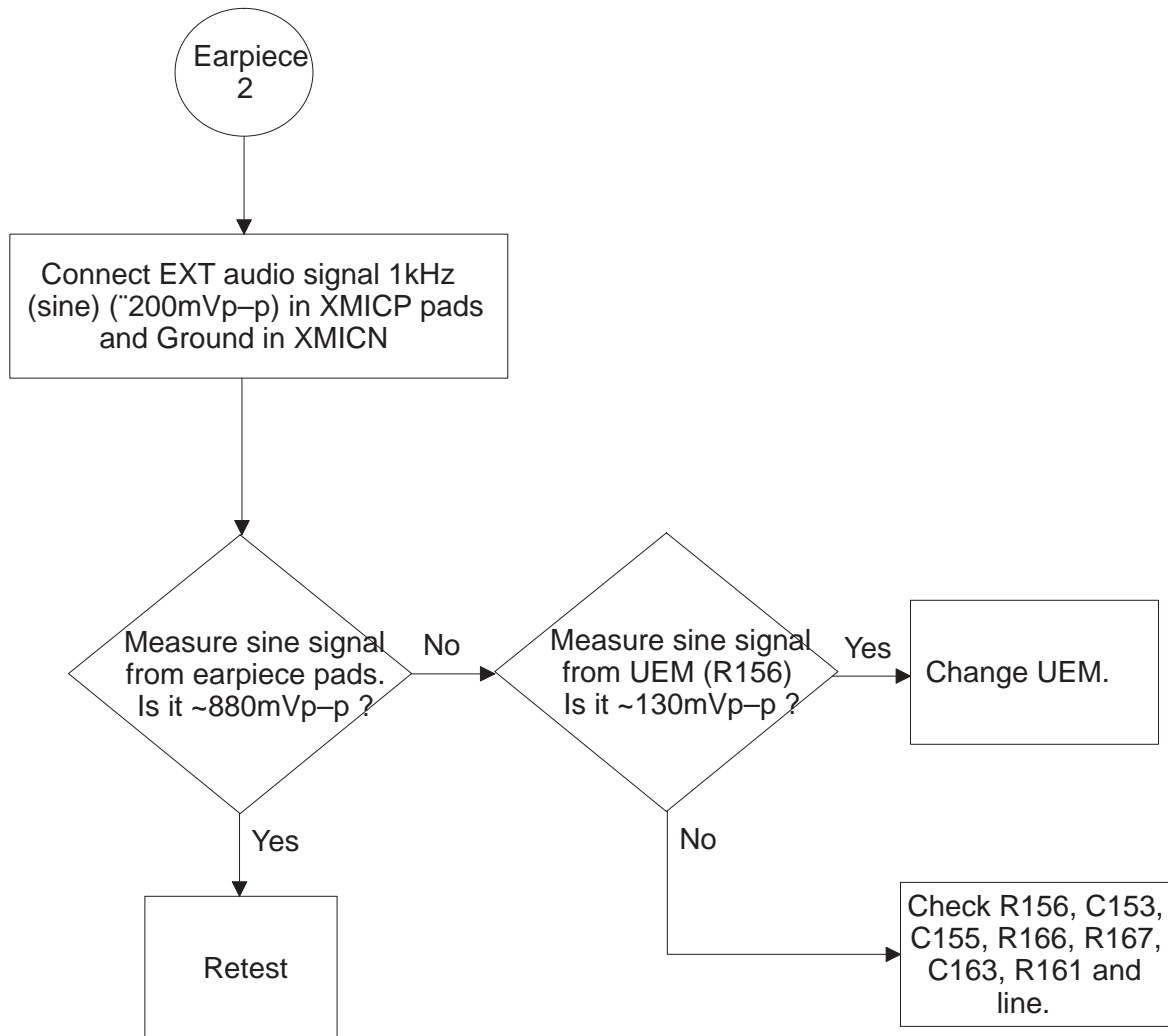 Earpiece
2
Connect EXT audio signal 1kHz
(sine) (¨200mVp–p) in XMICP pads
and Ground in XMICN
Measure sine signal
from earpiece pads.
Is it ~880mVp–p ?
No
Measure sine signal
from UEM (R156)
Is it ~130mVp–p ?
Yes
Change UEM.
Yes
No
Retest
Check R156, C153,
C155, R166, R167,
C163, R161 and
line.